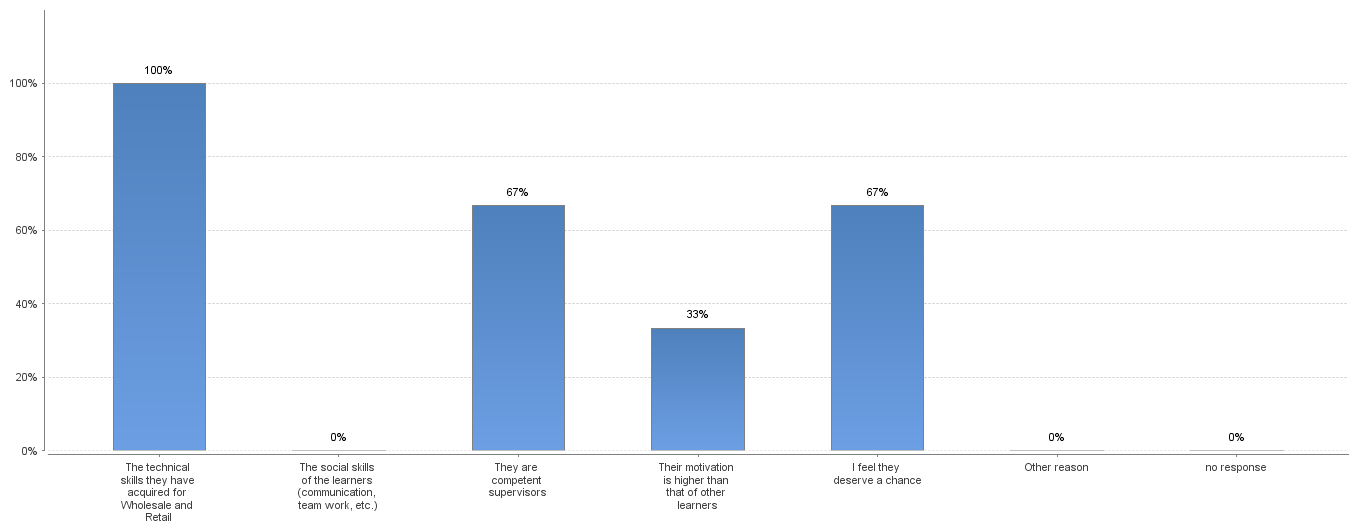 100%
80%
60%
40%
20%
0%
100%
0%
67%
33%
67%
0%
0%
The technical
skills they have
acquired for
Wholesale and
Retail
The social skills
of the learners
(communication,
team work, etc.)
They are
competent
supervisors
Their motivation
is higher than
that of other
learners
I feel they
deserve a chance
Other reason
no response